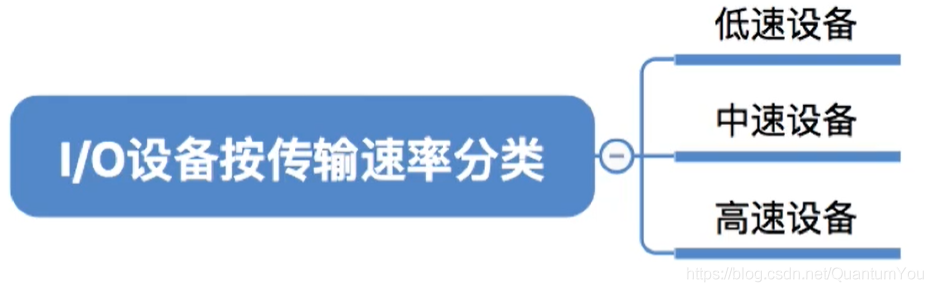 低速设备
I/O设备按传输速率分类
中速设备
高速设备
https://blog.csdn.net/QuantumYou